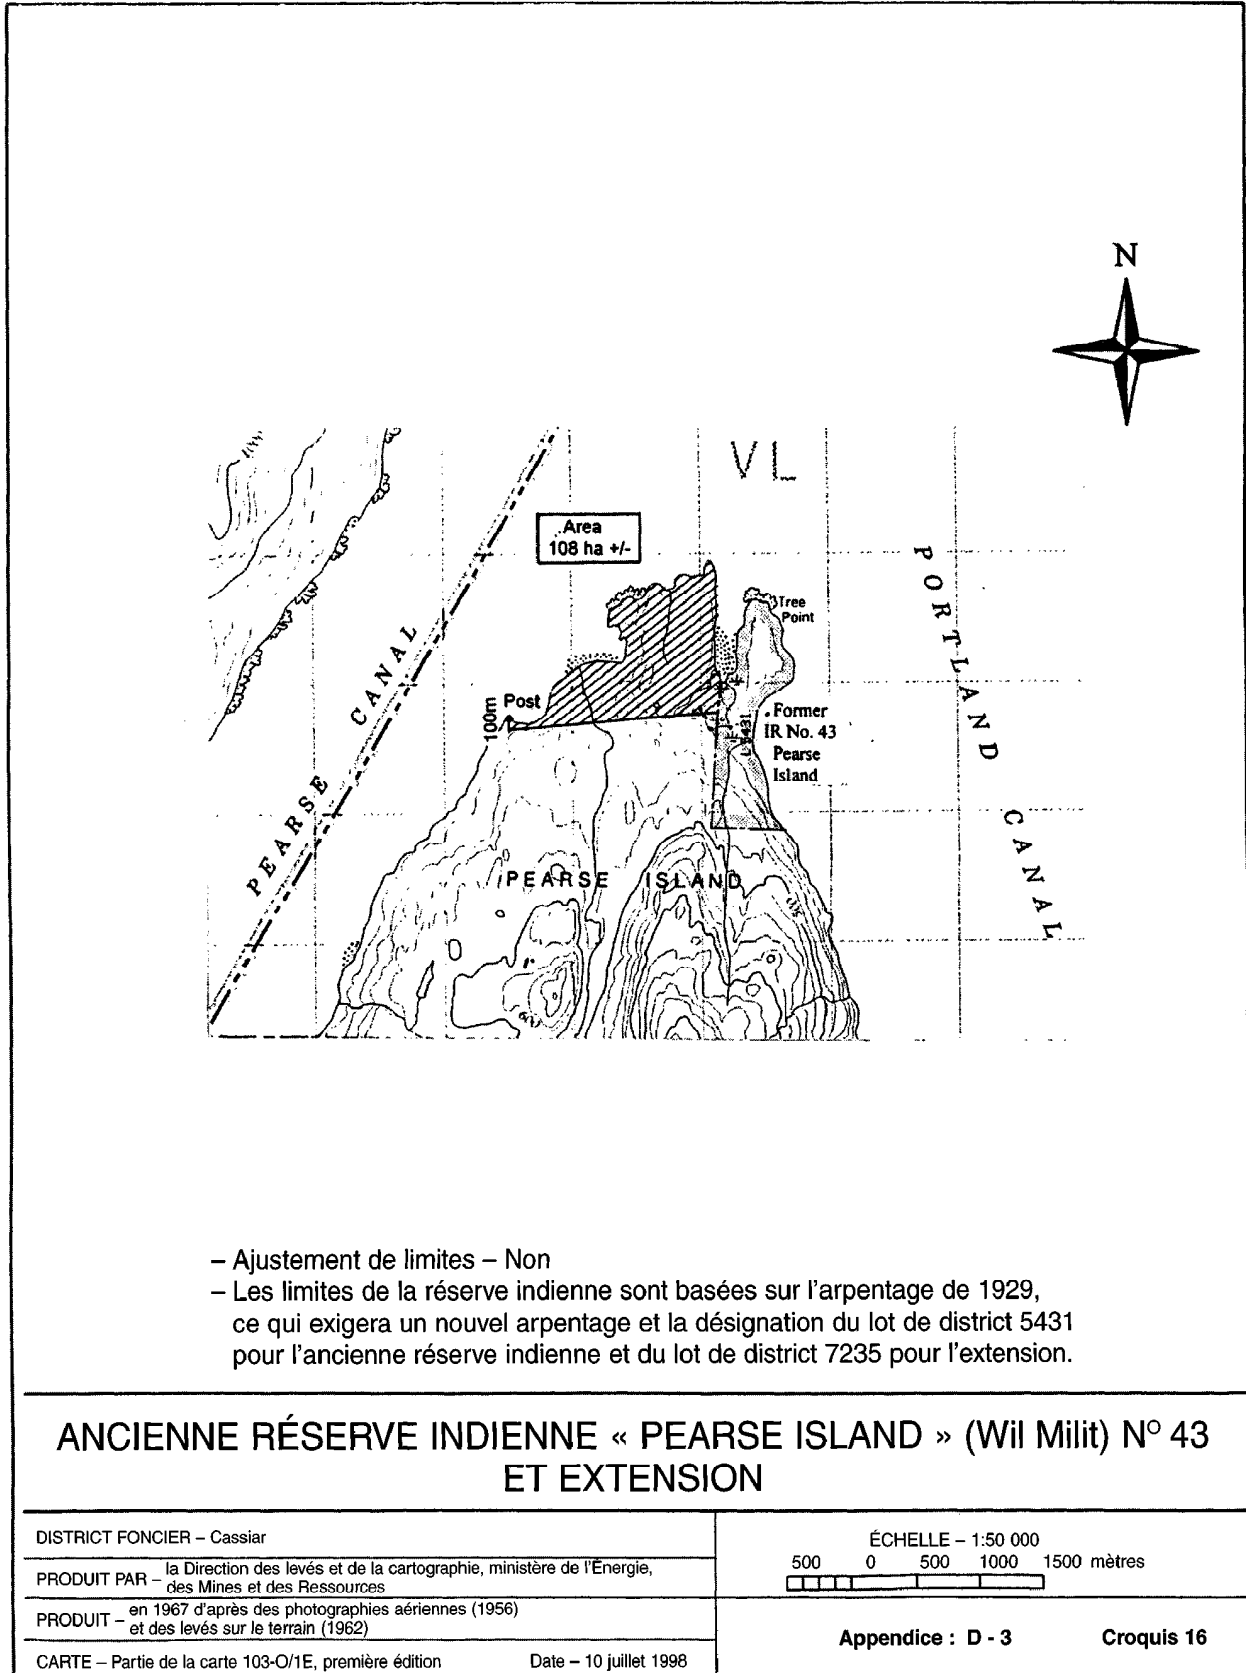 N
VL
Area
108 ha +/-
Tree
Point
PORTLAND CANAL
PEARSE CANAL
Post
100m
Former
IR No. 43
Pearse
Island
L 5431
PEARSE ISLAND
– Ajustement de limites – Non
– Les limites de la réserve indienne sont basées sur l'arpentage de 1929,
ce qui exigera un nouvel arpentage et la désignation du lot de district 5431
pour l'ancienne réserve indienne et du lot de district 7235 pour l'extension.
ANCIENNE RÉSERVE INDIENNE « PEARSE ISLAND » (Wil Milit) Nº 43
ET EXTENSION
DISTRICT FONCIER – Cassiar
PRODUIT PAR – la Direction des levés et de la cartographie, ministère de l'Énergie,
des Mines et des Ressources
PRODUIT – en 1967 d'après des photographies aériennes (1956)
et des levés sur le terrain (1962)
CARTE – Partie de la carte 103-O/1E, première édition Date – 10 juillet 1998
ÉCHELLE – 1:50 000
500 0 500 1000 1500 mètres
Appendice : D - 3 Croquis 16